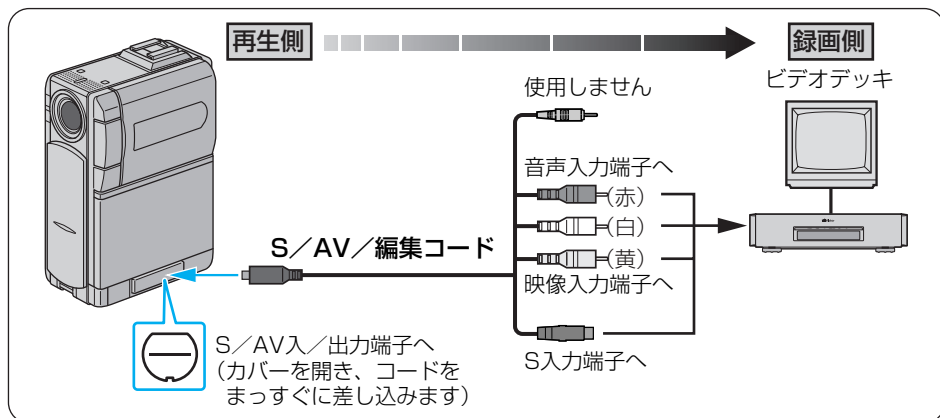 再生側
録画側
ビデオデッキ
使用しません
音声入力端子へ
(赤)
(白)
(黄)
映像入力端子へ
S/AV/編集コード
S入力端子へ
S/AV入/出力端子へ
(カバーを開き、コードを
まっすぐに差し込みます)